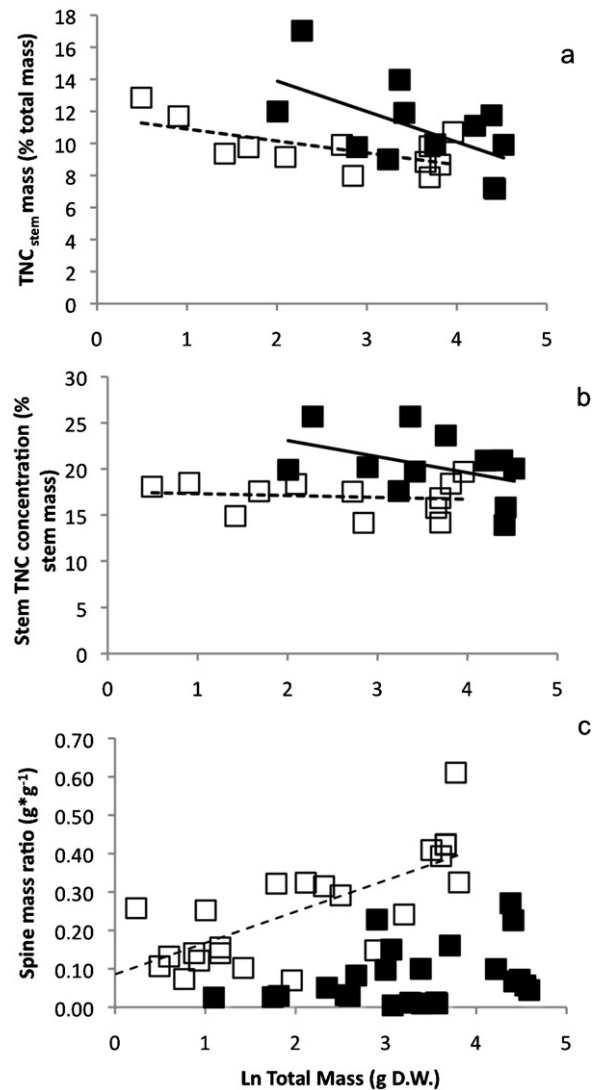 a
TNC stem mass (% total mass)
18
16
14
12
10
8
6
4
2
0
0 1 2 3 4 5
b
Stem TNC concentration (% stem mass)
30
25
20
15
10
5
0
0 1 2 3 4 5
c
Spine mass ratio (g*g-1)
0.70
0.60
0.50
0.40
0.30
0.20
0.10
0.00
0 1 2 3 4 5
Ln Total Mass (g D.W.)